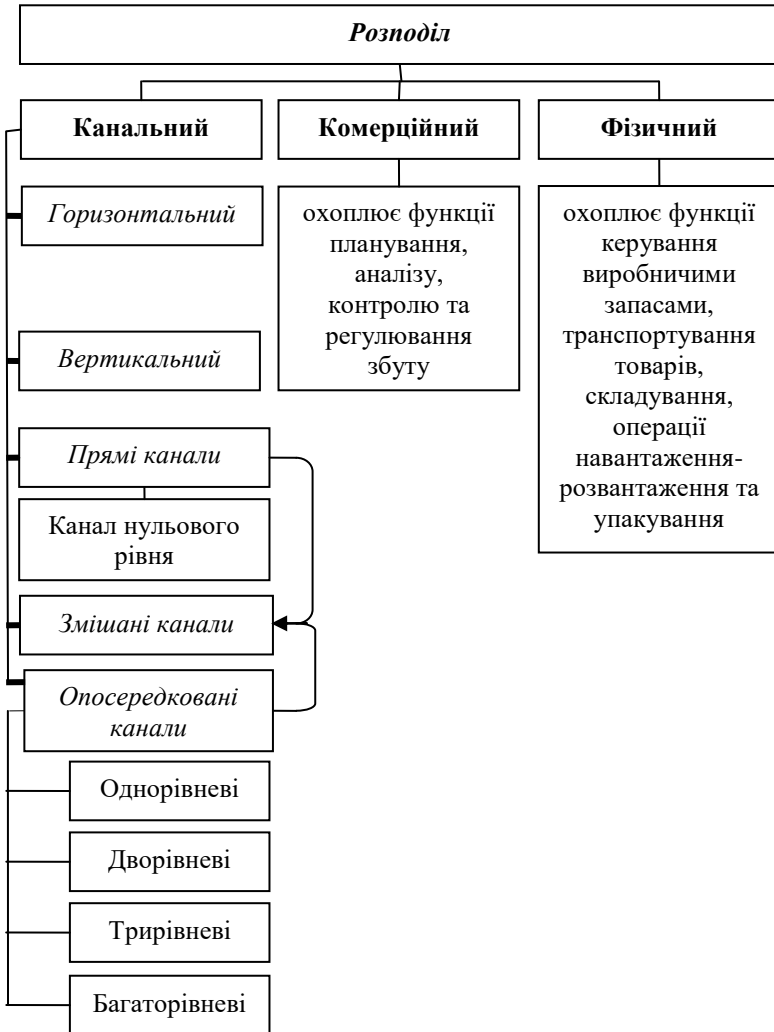 Розподіл
Канальний
Комерційний
Фізичний
Горизонтальний
охоплює функції
планування,
аналізу,
контролю та
регулювання
збуту
охоплює функції
керування
виробничими
запасами,
транспортування
товарів,
складування,
операції
навантаження-
розвантаження та
упакування
Вертикальний
Прямі канали
Канал нульового
рівня
Змішані канали
Опосередковані
канали
Однорівневі
Дворівневі
Трирівневі
Багаторівневі